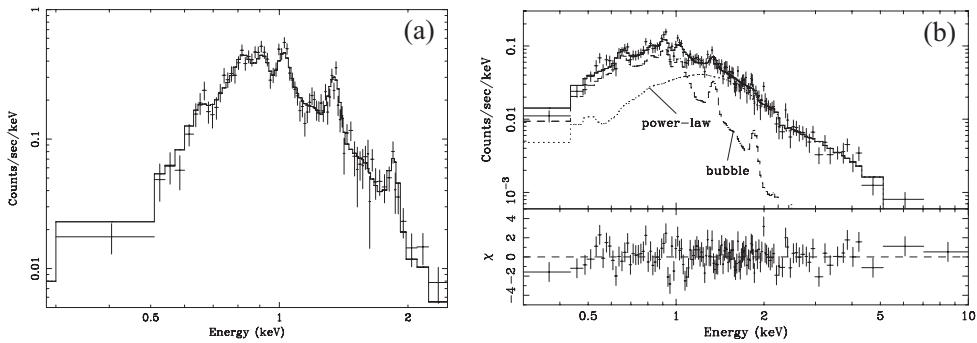 (a)
Counts/sec/keV
1
0.1
0.01
0.5
1
2
Energy (keV)
(b)
Counts/sec/keV
0.1
0.01
10⁻³
power-law
bubble
χ
4
2
0
−2
−4
0.5
1
2
5
10
Energy (keV)